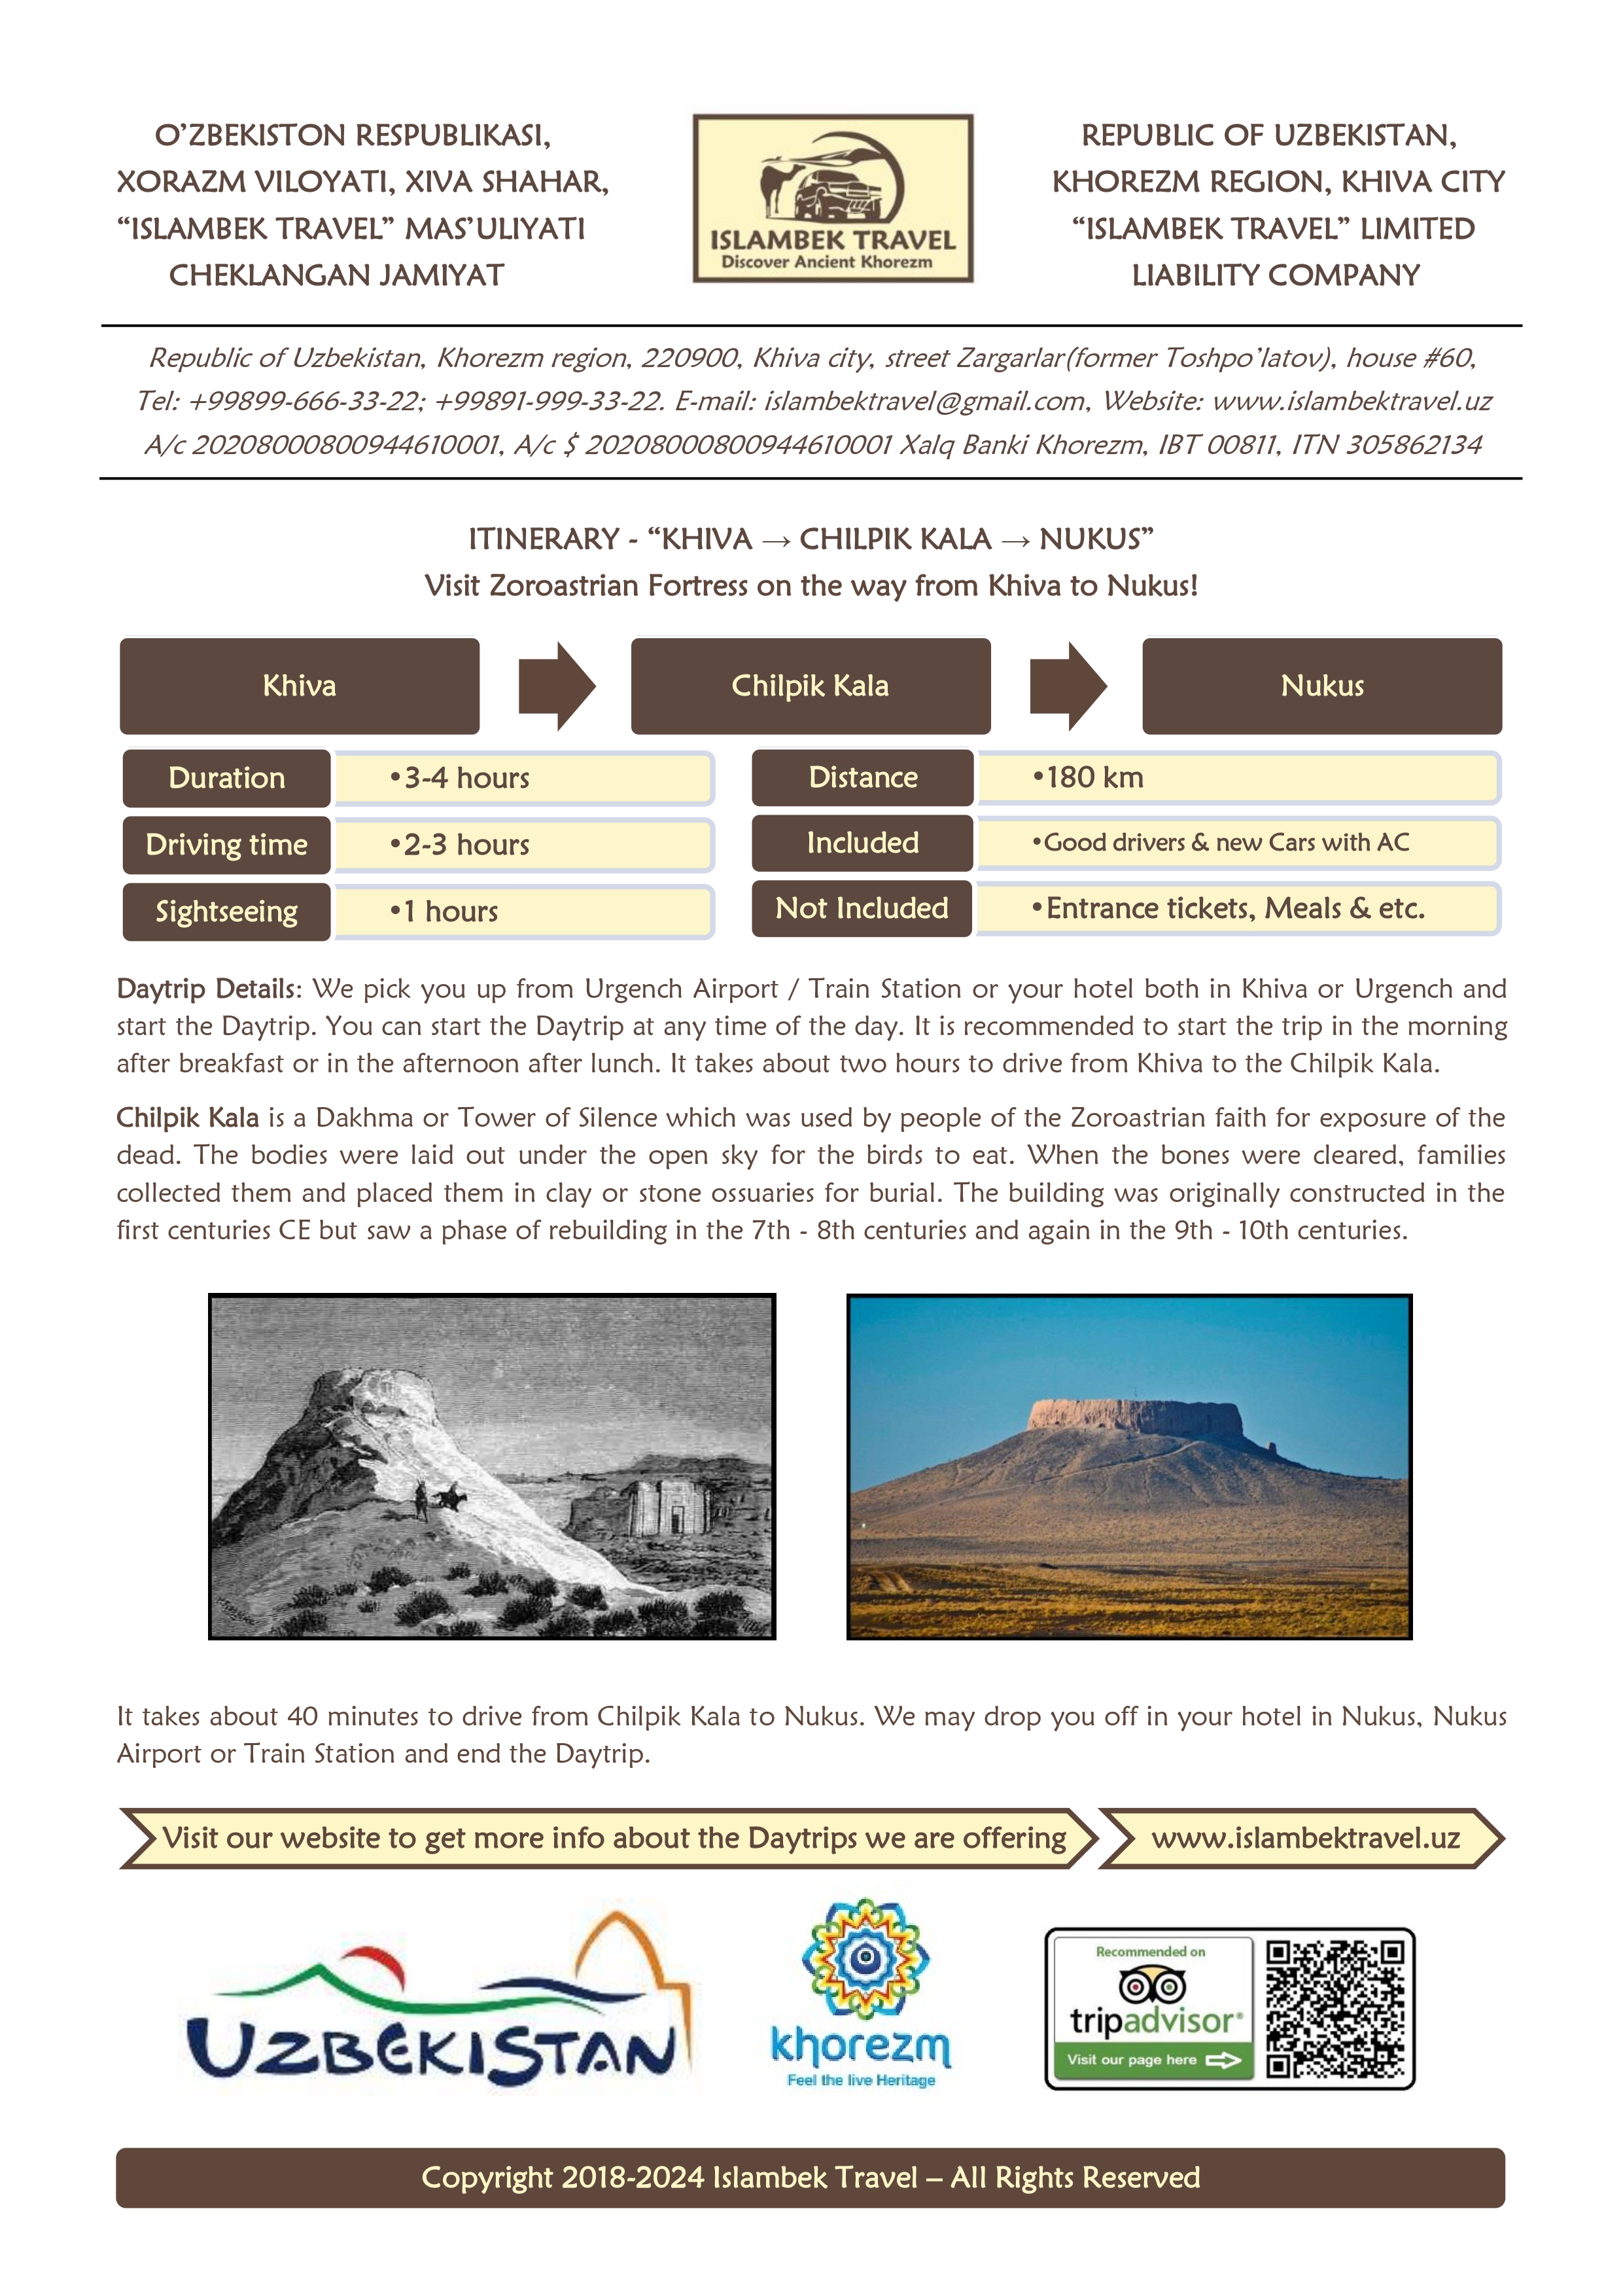 O’ZBEKISTON RESPUBLIKASI,
XORAZM VILOYATI, XIVA SHAHAR,
“ISLAMBEK TRAVEL” MAS’ULIYATI
CHEKLANGAN JAMIYAT
ISLAMBEK TRAVEL
Discover Ancient Khorezm
REPUBLIC OF UZBEKISTAN,
KHOREZM REGION, KHIVA CITY
“ISLAMBEK TRAVEL” LIMITED
LIABILITY COMPANY
Republic of Uzbekistan, Khorezm region, 220900, Khiva city, street Zargarlar(former Toshpo’latov), house #60,
Tel: +99899-666-33-22; +99891-999-33-22. E-mail: islambektravel@gmail.com, Website: www.islambektravel.uz
A/c 20208000800944610001, A/c $ 20208000800944610001 Xalq Banki Khorezm, IBT 00811, ITN 305862134
ITINERARY - “KHIVA → CHILPIK KALA → NUKUS”
Visit Zoroastrian Fortress on the way from Khiva to Nukus!
Khiva
Chilpik Kala
Nukus
Duration
•3-4 hours
Driving time
•2-3 hours
Sightseeing
•1 hours
Distance
•180 km
Included
•Good drivers & new Cars with AC
Not Included
•Entrance tickets, Meals & etc.
Daytrip Details: We pick you up from Urgench Airport / Train Station or your hotel both in Khiva or Urgench and
start the Daytrip. You can start the Daytrip at any time of the day. It is recommended to start the trip in the morning
after breakfast or in the afternoon after lunch. It takes about two hours to drive from Khiva to the Chilpik Kala.
Chilpik Kala is a Dakhma or Tower of Silence which was used by people of the Zoroastrian faith for exposure of the
dead. The bodies were laid out under the open sky for the birds to eat. When the bones were cleared, families
collected them and placed them in clay or stone ossuaries for burial. The building was originally constructed in the
first centuries CE but saw a phase of rebuilding in the 7th - 8th centuries and again in the 9th - 10th centuries.
It takes about 40 minutes to drive from Chilpik Kala to Nukus. We may drop you off in your hotel in Nukus, Nukus
Airport or Train Station and end the Daytrip.
Visit our website to get more info about the Daytrips we are offering
www.islambektravel.uz
UZBEKISTAN
khorezm
Feel the live Heritage
Recommended on
tripadvisor®
Visit our page here
Copyright 2018-2024 Islambek Travel – All Rights Reserved